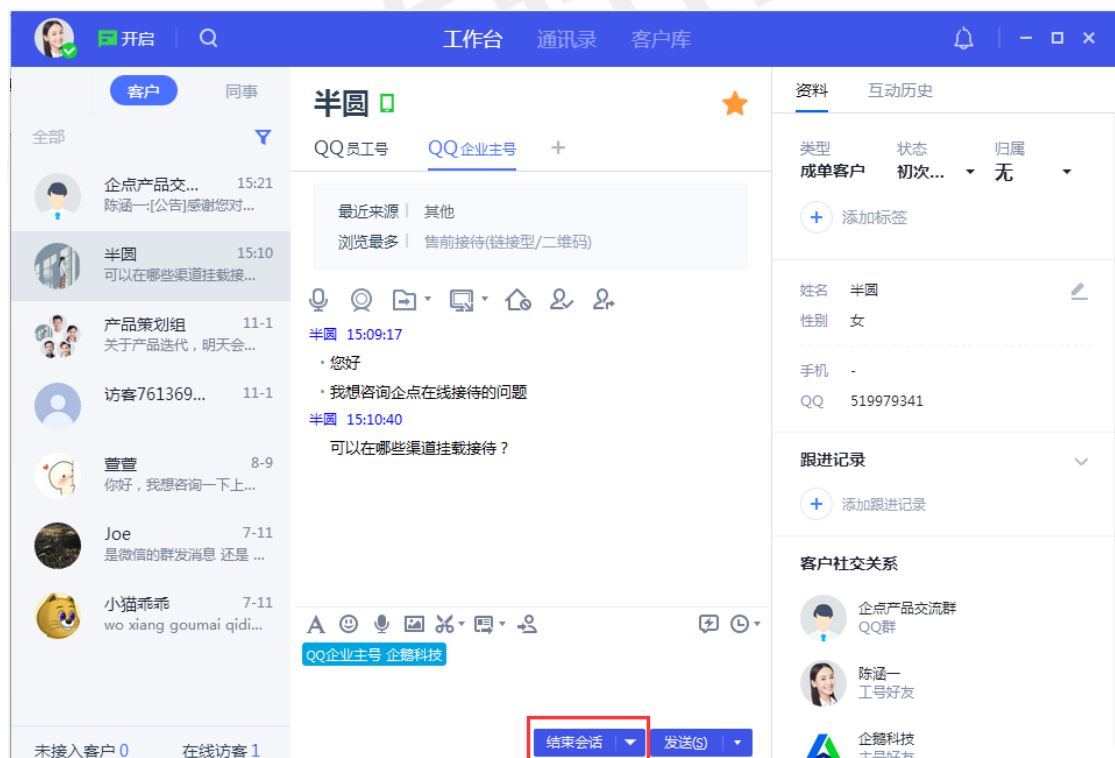 开启
工作台 通讯录 客户库
客户 同事
全部
企点产品交... 15:21
陈涵一:[公告]感谢您对...
半圆 15:10
可以在哪些渠道挂载接...
产品策划组 11-1
关于产品迭代，明天会...
访客761369... 11-1
萱萱 8-9
你好，我想咨询一下上...
Joe 7-11
是微信的群发消息 还是 ...
小猫乖乖 7-11
wo xiang goumai qidi...
未接入客户 0 在线访客 1
半圆
QQ员工号 QQ企业主号 +
最近来源 其他
浏览最多 售前接待(链接型/二维码)
半圆 15:09:17
·您好
·我想咨询企点在线接待的问题
半圆 15:10:40
可以在哪些渠道挂载接待？
QQ企业主号 企鹅科技
结束会话 发送(S)
资料 互动历史
类型 状态 归属
成单客户 初次... 无
添加标签
姓名 半圆
性别 女
手机 -
QQ 519979341
跟进记录
添加跟进记录
客户社交关系
企点产品交流群
QQ群
陈涵一
工号好友
企鹅科技
主号好友